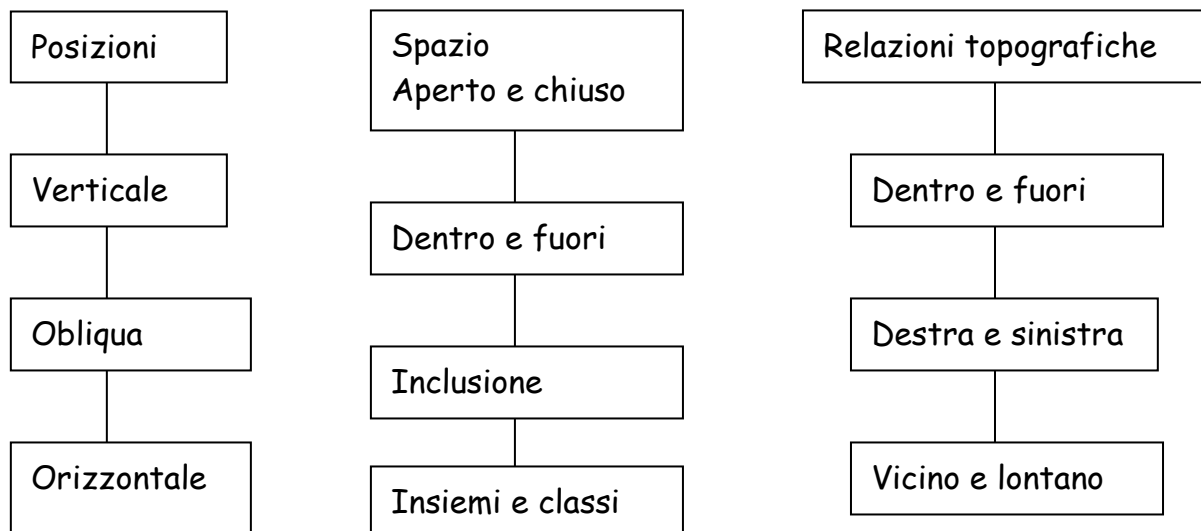 Posizioni
Verticale
Obliqua
Orizzontale
Spazio
Aperto e chiuso
Dentro e fuori
Inclusione
Insiemi e classi
Relazioni topografiche
Dentro e fuori
Destra e sinistra
Vicino e lontano